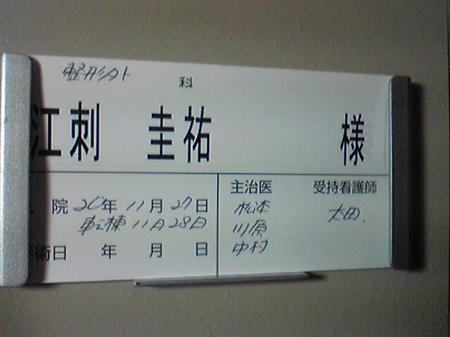 整形外科
江刺 圭祐 様
入院 20年11月27日
転棟11月28日
手術日 年 月 日
主治医 受持看護師
松本 太田.
川原
中村